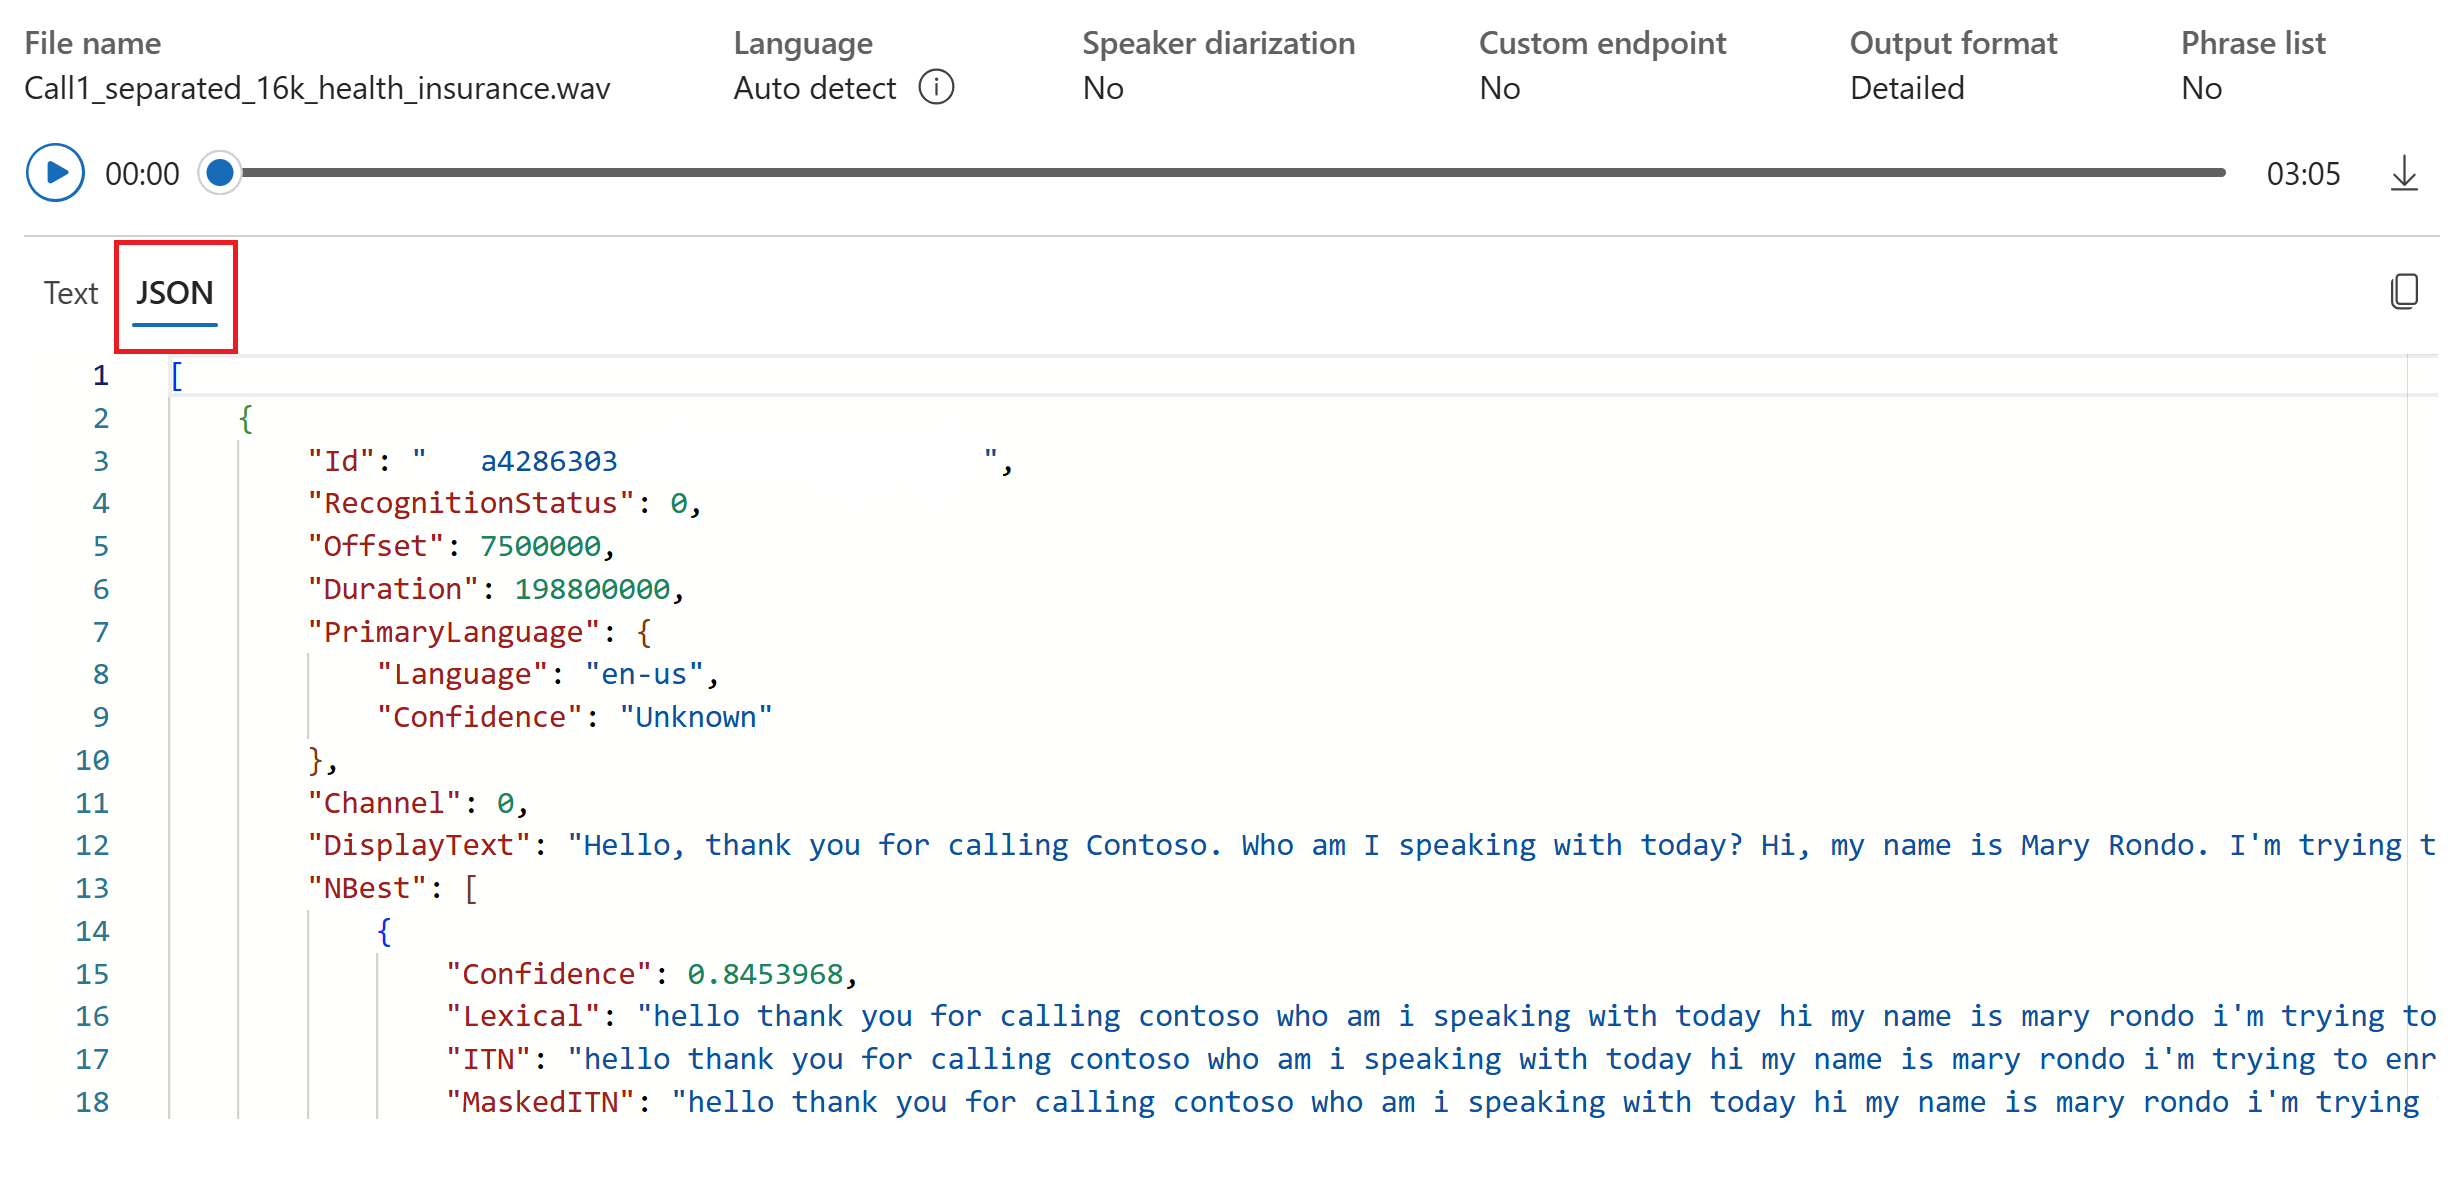 File name Language Speaker diarization Custom endpoint Output format Phrase list
Call1_separated_16k_health_insurance.wav Auto detect No No Detailed No
00:00 03:05
Text JSON
1 [
2 {
3 "Id": " a4286303 ",
4 "RecognitionStatus": 0,
5 "Offset": 7500000,
6 "Duration": 198800000,
7 "PrimaryLanguage": {
8 "Language": "en-us",
9 "Confidence": "Unknown"
10 },
11 "Channel": 0,
12 "DisplayText": "Hello, thank you for calling Contoso. Who am I speaking with today? Hi, my name is Mary Rondo. I'm trying t
13 "NBest": [
14 {
15 "Confidence": 0.8453968,
16 "Lexical": "hello thank you for calling contoso who am i speaking with today hi my name is mary rondo i'm trying to
17 "ITN": "hello thank you for calling contoso who am i speaking with today hi my name is mary rondo i'm trying to enr
18 "MaskedITN": "hello thank you for calling contoso who am i speaking with today hi my name is mary rondo i'm trying